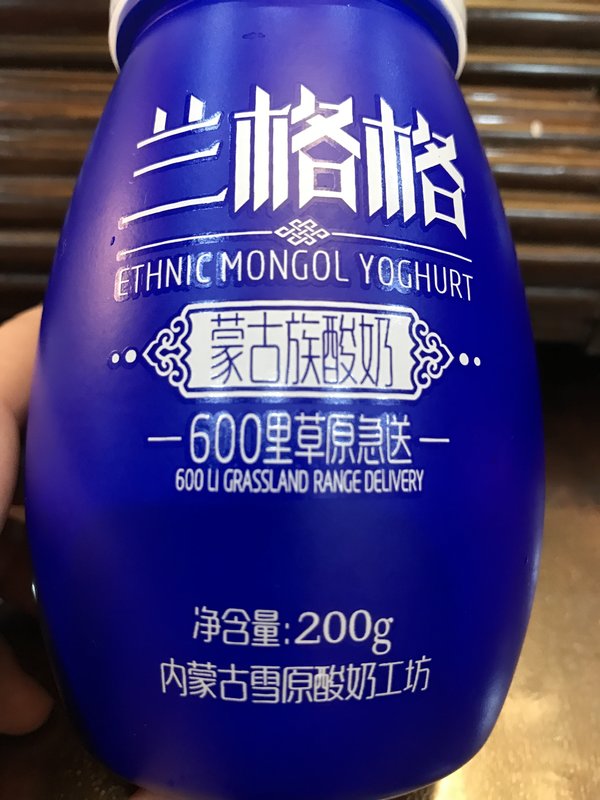 兰格格
ETHNIC MONGOL YOGHURT
蒙古族酸奶
600里草原急送
600 LI GRASSLAND RANGE DELIVERY
净含量:200g
内蒙古雪原酸奶工坊